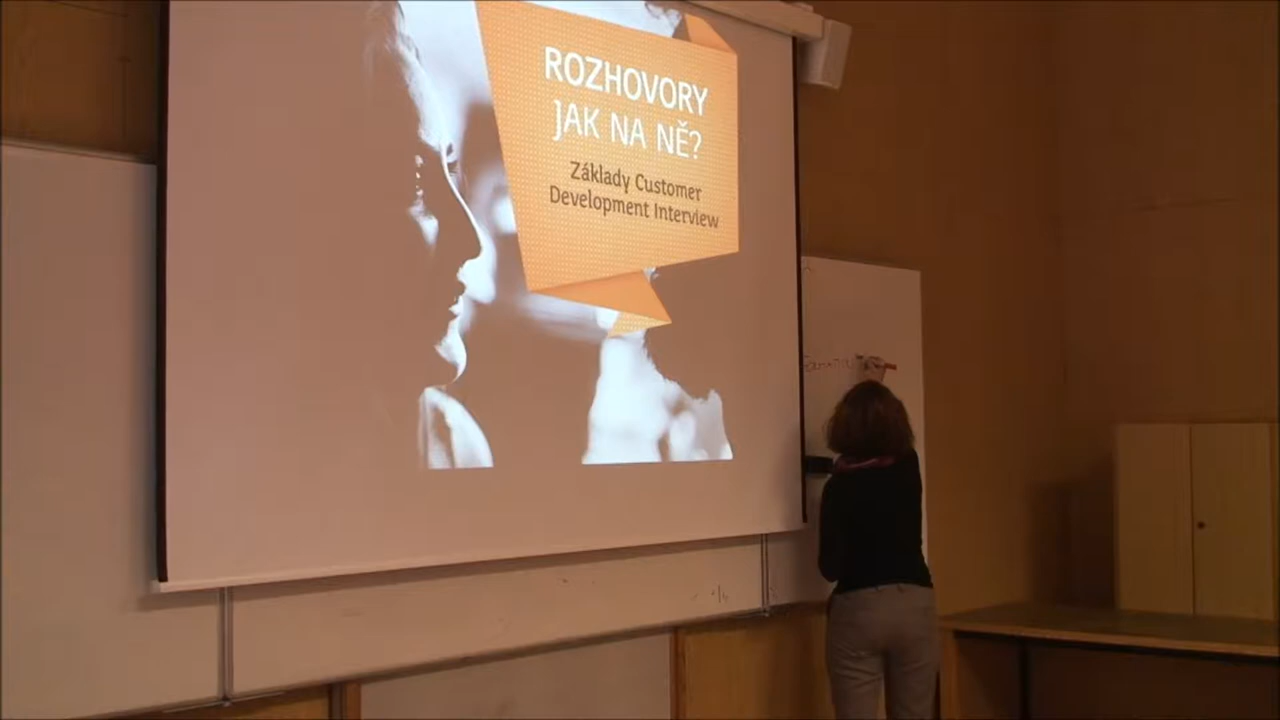 ROZHOVORY
JAK NA NĚ?
Základy Customer
Development Interview